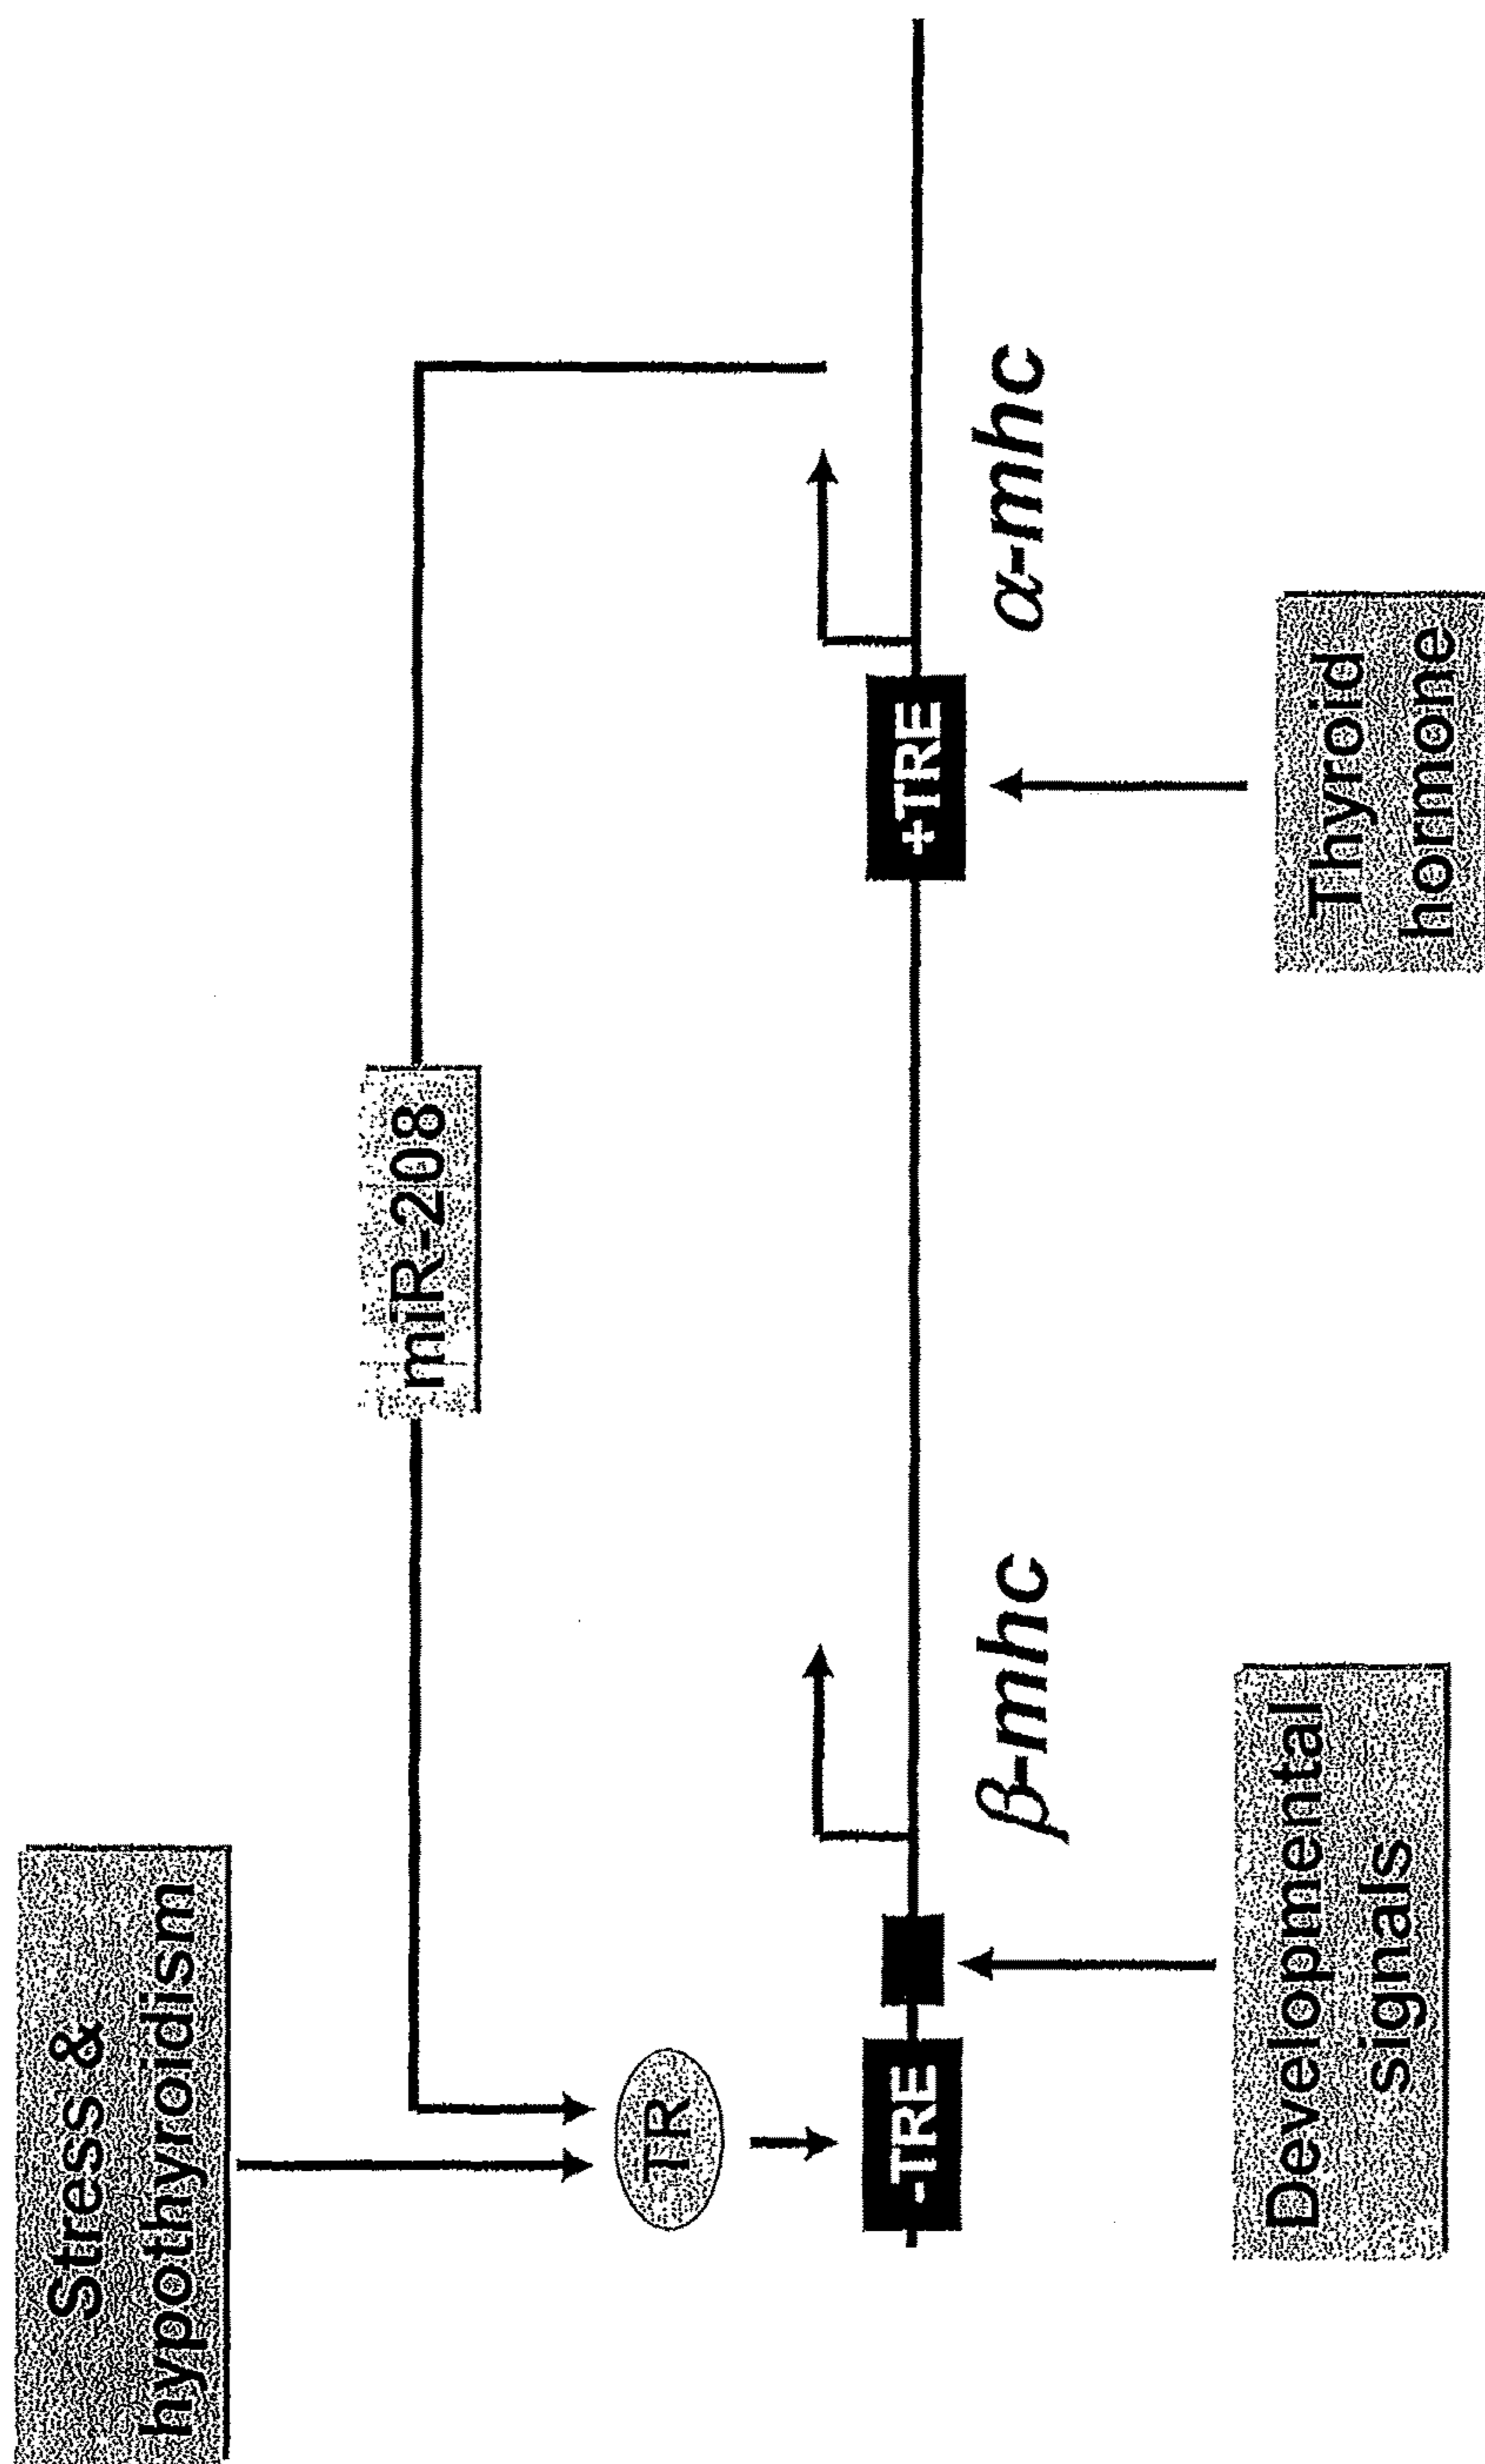 Stress &
hypothyroidism
miR-208
TR
-TRE
+TRE
β-mhc
α-mhc
Developmental
signals
Thyroid
hormone